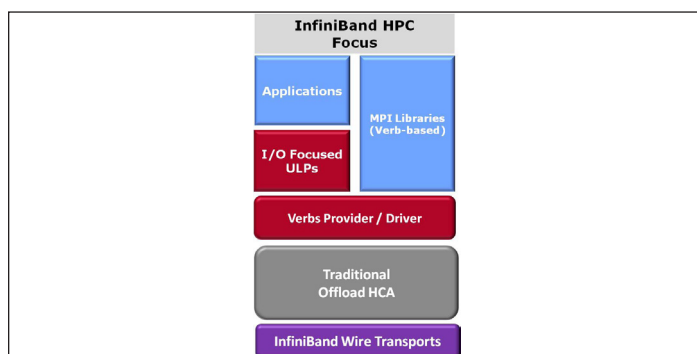 InfiniBand HPC
Focus
Applications
MPI Libraries
(Verb-based)
I/O Focused
ULPs
Verbs Provider / Driver
Traditional
Offload HCA
InfiniBand Wire Transports